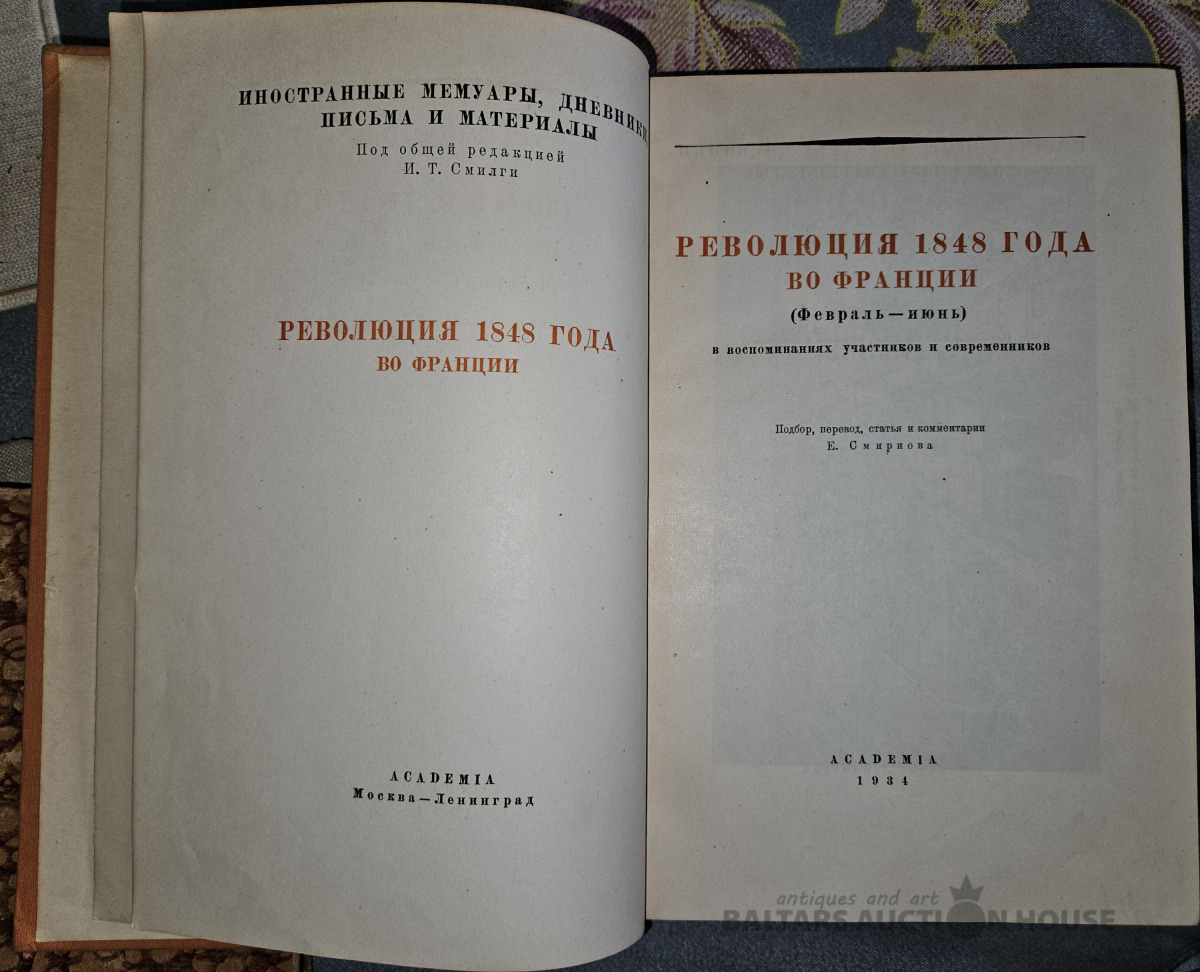 ИНОСТРАННЫЕ МЕМУАРЫ, ДНЕВНИКИ,
ПИСЬМА И МАТЕРИАЛЫ
Под общей редакцией
И. Т. Смилги
РЕВОЛЮЦИЯ 1848 ГОДА
ВО ФРАНЦИИ
ACADEMIA
Москва—Ленинград
РЕВОЛЮЦИЯ 1848 ГОДА
ВО ФРАНЦИИ
(Февраль—июнь)
в воспоминаниях участников и современников
Подбор, перевод, статья и комментарии
Е. Смирнова
ACADEMIA
1934
antiques and art
BALTARS AUCTION HOUSE